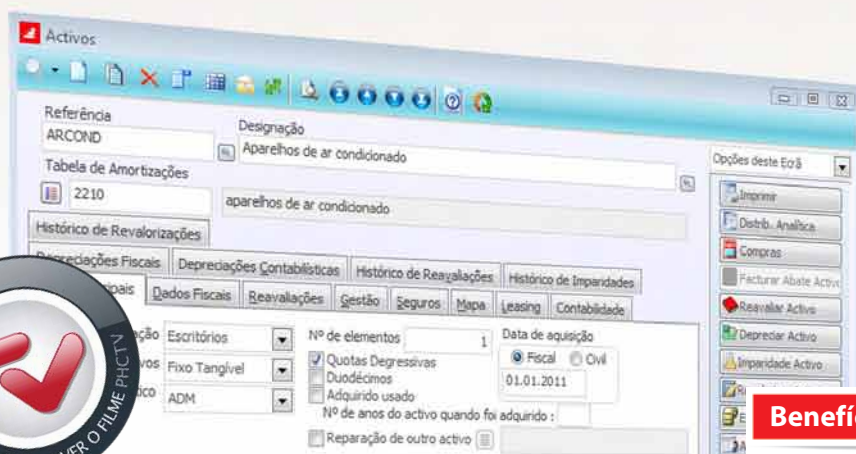 Activos
Referência
Designação
ARCOND
Aparelhos de ar condicionado
Tabela de Amortizações
2210
aparelhos de ar condicionado
Histórico de Revalorizações
Depreciações Fiscais
Depreciações Contabilísticas
Histórico de Reavaliações
Histórico de Imparidades
Dados Fiscais
Reavaliações
Gestão
Seguros
Mapa
Leasing
Contabilidade
Escritórios
Nº de elementos
1
Data de aquisição
Fixo Tangível
Quotas Degressivas
Fiscal
Civil
Duodécimos
01.01.2011
ADM
Adquirido usado
Nº de anos do activo quando foi adquirido :
Reparação de outro activo
Opções deste Ecrã
Imprimir
Distrib. Analítica
Compras
Facturar Abate Activo
Reavaliar Activo
Depreciar Activo
Imparidade Activo
VER O FILME PHCTV